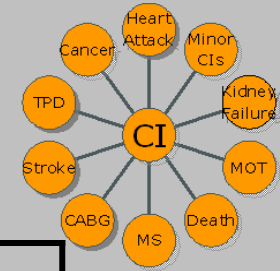 Heart
Attack
Minor
CIs
Kidney
Failure
MOT
Death
MS
CABG
Stroke
TPD
Cancer
CI